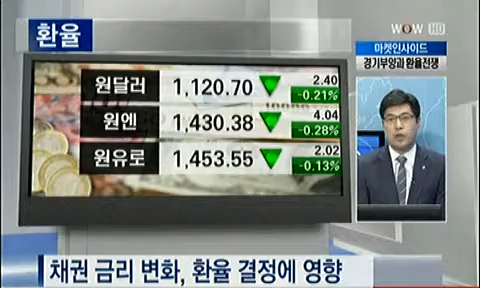 환율
WOW HD
마켓인사이드
경기부양과 환율전쟁
원달러 1,120.70 ▼ 2.40 -0.21%
원엔 1,430.38 ▼ 4.04 -0.28%
원유로 1,453.55 ▼ 2.02 -0.13%
채권 금리 변화, 환율 결정에 영향